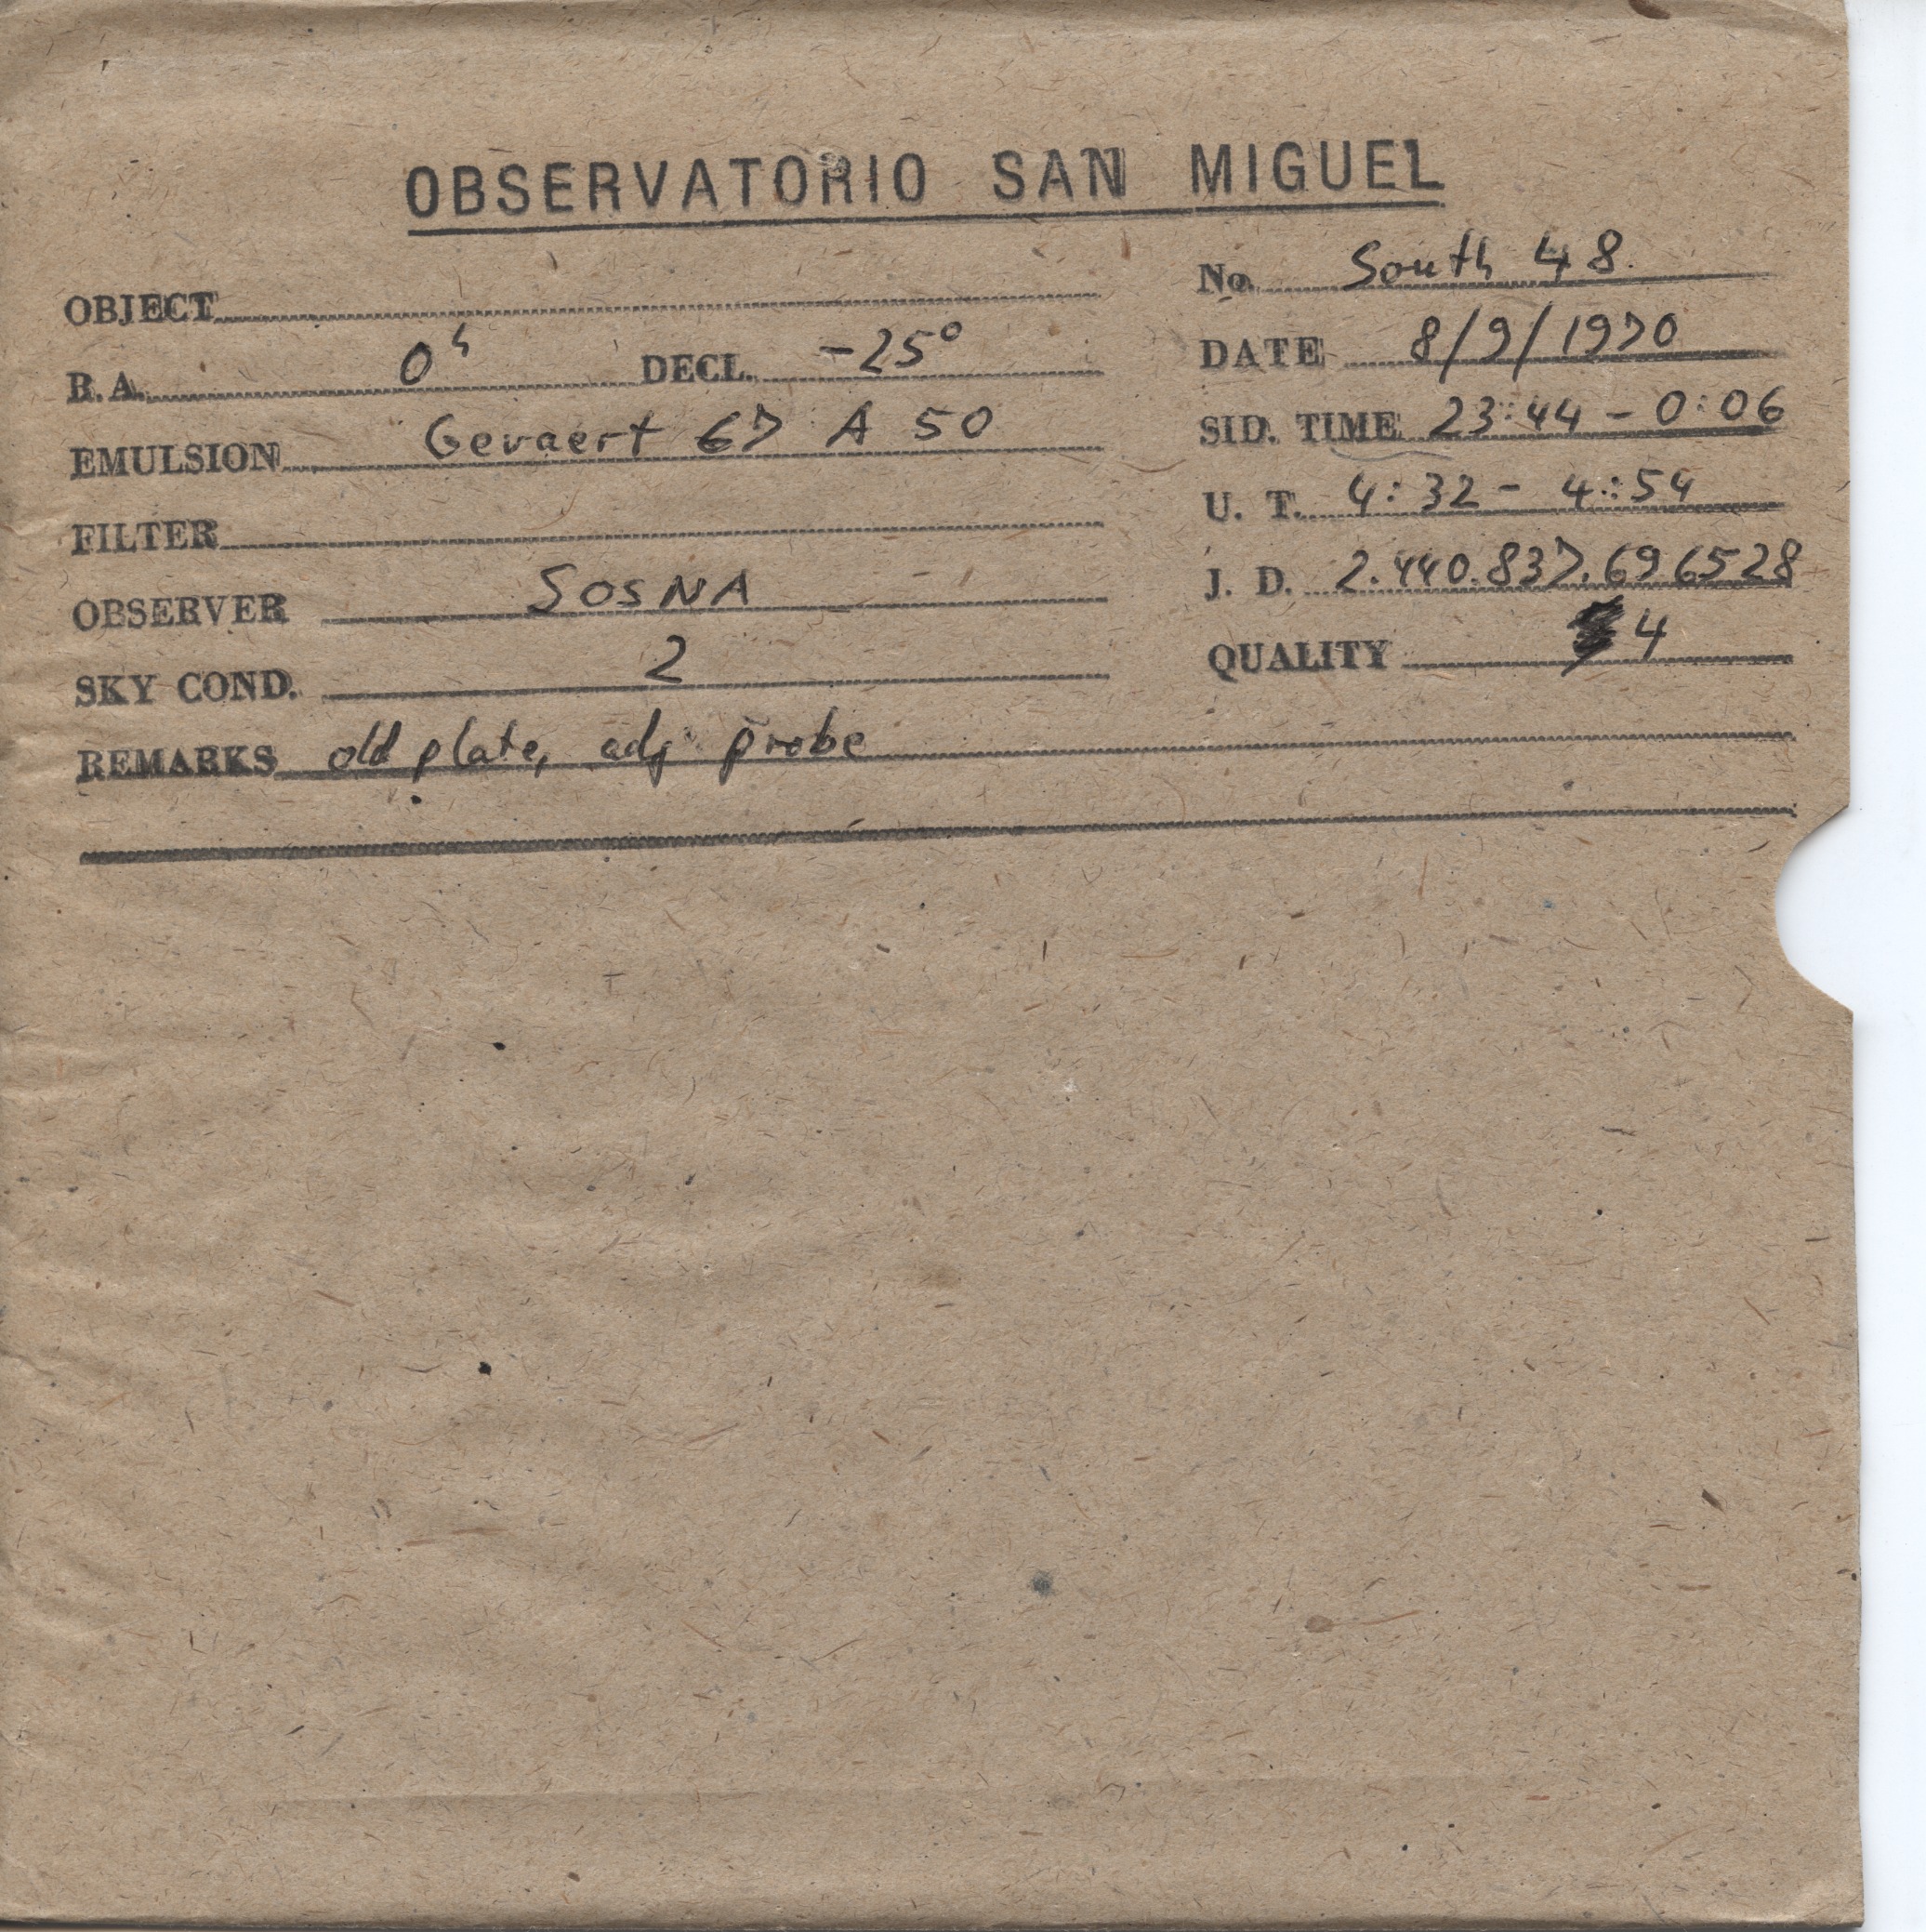 OBSERVATORIO SAN MIGUEL
No. South 48
OBJECT
DATE 8/9/1970
R.A. 0h DECL. -25°
SID. TIME 23:44 - 0:06
EMULSION Gevaert 67 A 50
U. T. 4:32 - 4:54
FILTER
J. D. 2.440.837.696528
OBSERVER SOSNA
QUALITY 4
SKY COND. 2
REMARKS old plate, adj probe